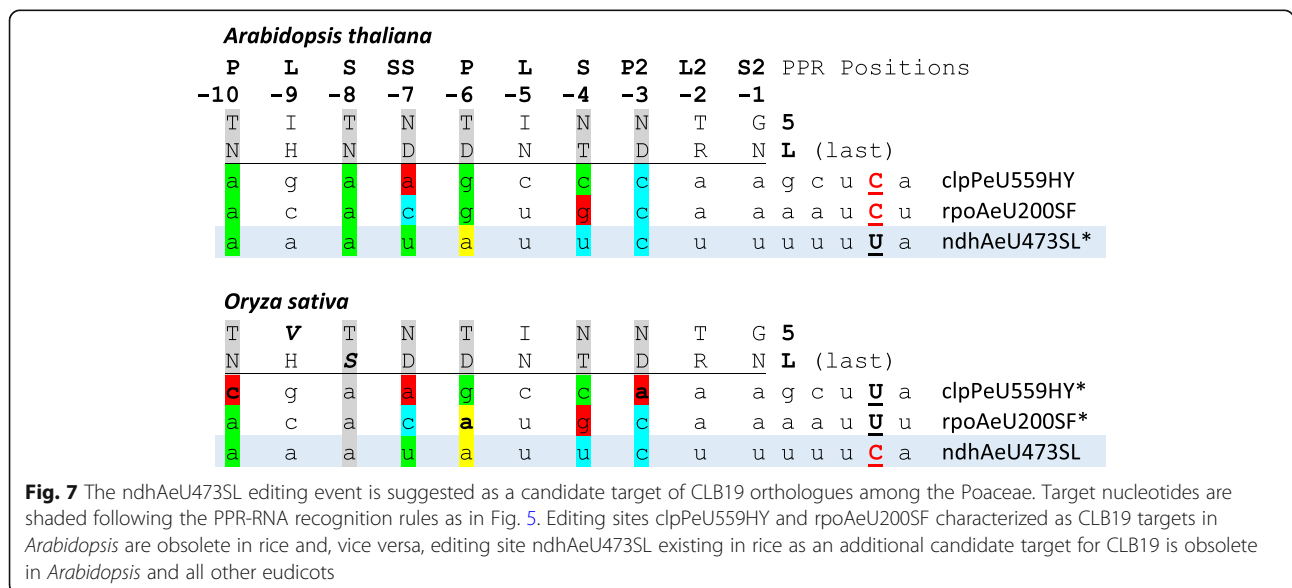 Arabidopsis thaliana
P L S SS P L S P2 L2 S2 PPR Positions
-10 -9 -8 -7 -6 -5 -4 -3 -2 -1
T I T N T I N N T G 5
N H N D D N T D R N L (last)
a g a a g c c c a a g c u C a clpPeU559HY
a c a c g u g c a a a a u C u rpoAeU200SF
a a a u a u u c u u u u u U a ndhAeU473SL*
Oryza sativa
T V T N T I N N T G 5
N H S D D N T D R N L (last)
c g a a g c c a a a g c u U a clpPeU559HY*
a c a c a u g c a a a a u U u rpoAeU200SF*
a a a u a u u c u u u u u C a ndhAeU473SL
Fig. 7 The ndhAeU473SL editing event is suggested as a candidate target of CLB19 orthologues among the Poaceae. Target nucleotides are
shaded following the PPR-RNA recognition rules as in Fig. 5. Editing sites clpPeU559HY and rpoAeU200SF characterized as CLB19 targets in
Arabidopsis are obsolete in rice and, vice versa, editing site ndhAeU473SL existing in rice as an additional candidate target for CLB19 is obsolete
in Arabidopsis and all other eudicots